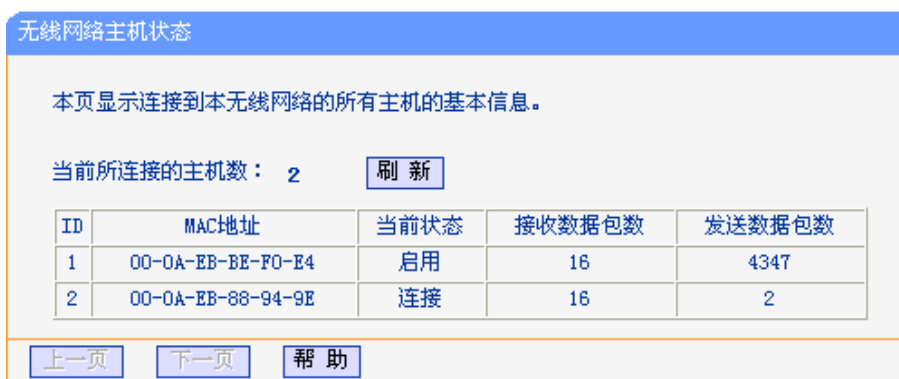 无线网络主机状态
本页显示连接到本无线网络的所有主机的基本信息。
当前所连接的主机数： 2 刷 新
ID MAC地址 当前状态 接收数据包数 发送数据包数
1 00-0A-EB-BE-F0-E4 启用 16 4347
2 00-0A-EB-88-94-9E 连接 16 2
上一页 下一页 帮 助